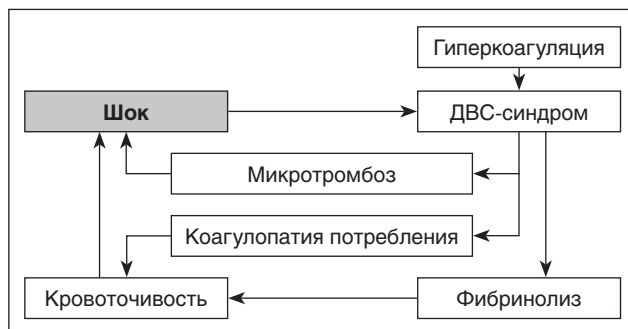 Гиперкоагуляция
Шок
ДВС-синдром
Микротромбоз
Коагулопатия потребления
Кровоточивость
Фибринолиз